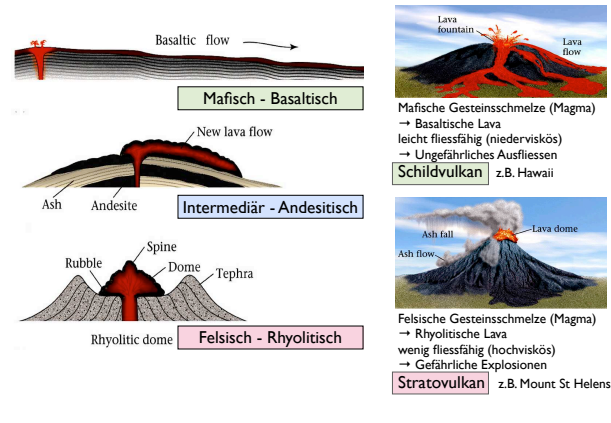 Basaltic flow
Mafisch - Basaltisch
New lava flow
Ash
Andesite
Intermediär - Andesitisch
Spine
Rubble
Dome
Tephra
Rhyolitic dome
Felsisch - Rhyolitisch
Lava
fountain
Lava
flow
Mafische Gesteinsschmelze (Magma)
→ Basaltische Lava
leicht fliessfähig (niederviskös)
→ Ungefährliches Ausfliessen
Schildvulkan z.B. Hawaii
Ash fall
Lava dome
Ash flow
Felsische Gesteinsschmelze (Magma)
→ Rhyolitische Lava
wenig fliessfähig (hochviskös)
→ Gefährliche Explosionen
Stratovulkan z.B. Mount St Helens